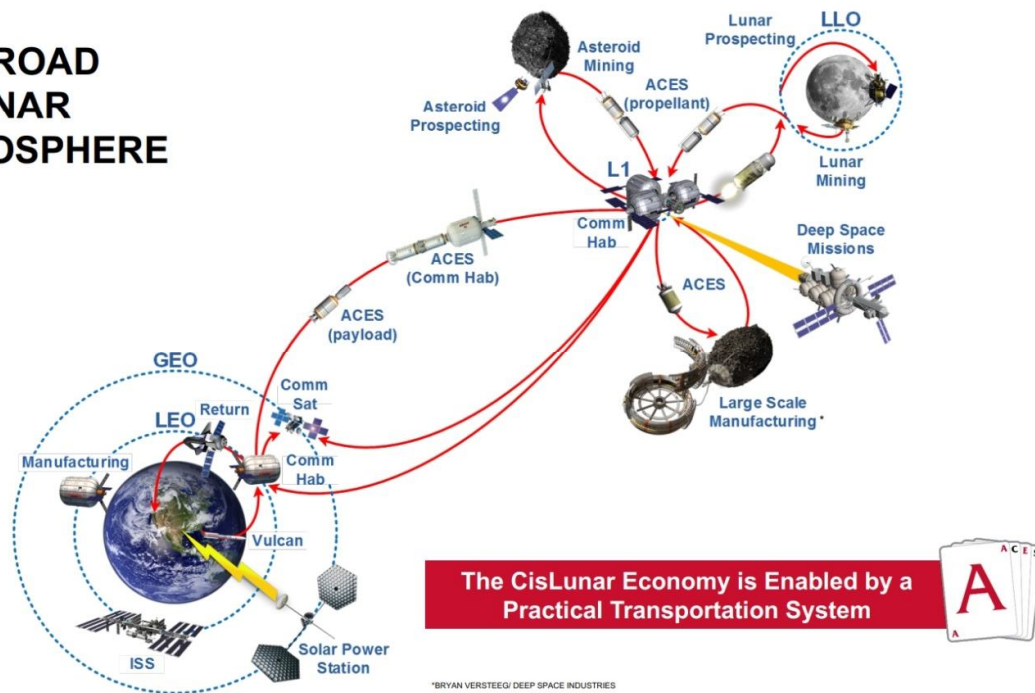 ROAD
NAR
OSPHERE
Asteroid
Mining
Asteroid
Prospecting
ACES
(propellant)
Lunar
Prospecting
LLO
Lunar
Mining
L1
Comm
Hab
Deep Space
Missions
ACES
(Comm Hab)
ACES
ACES
(payload)
Large Scale
Manufacturing *
GEO
LEO
Return
Comm
Sat
Manufacturing
Comm
Hab
Vulcan
ISS
Solar Power
Station
The CisLunar Economy is Enabled by a
Practical Transportation System
A
A
A C E S
*BRYAN VERSTEEG/ DEEP SPACE INDUSTRIES